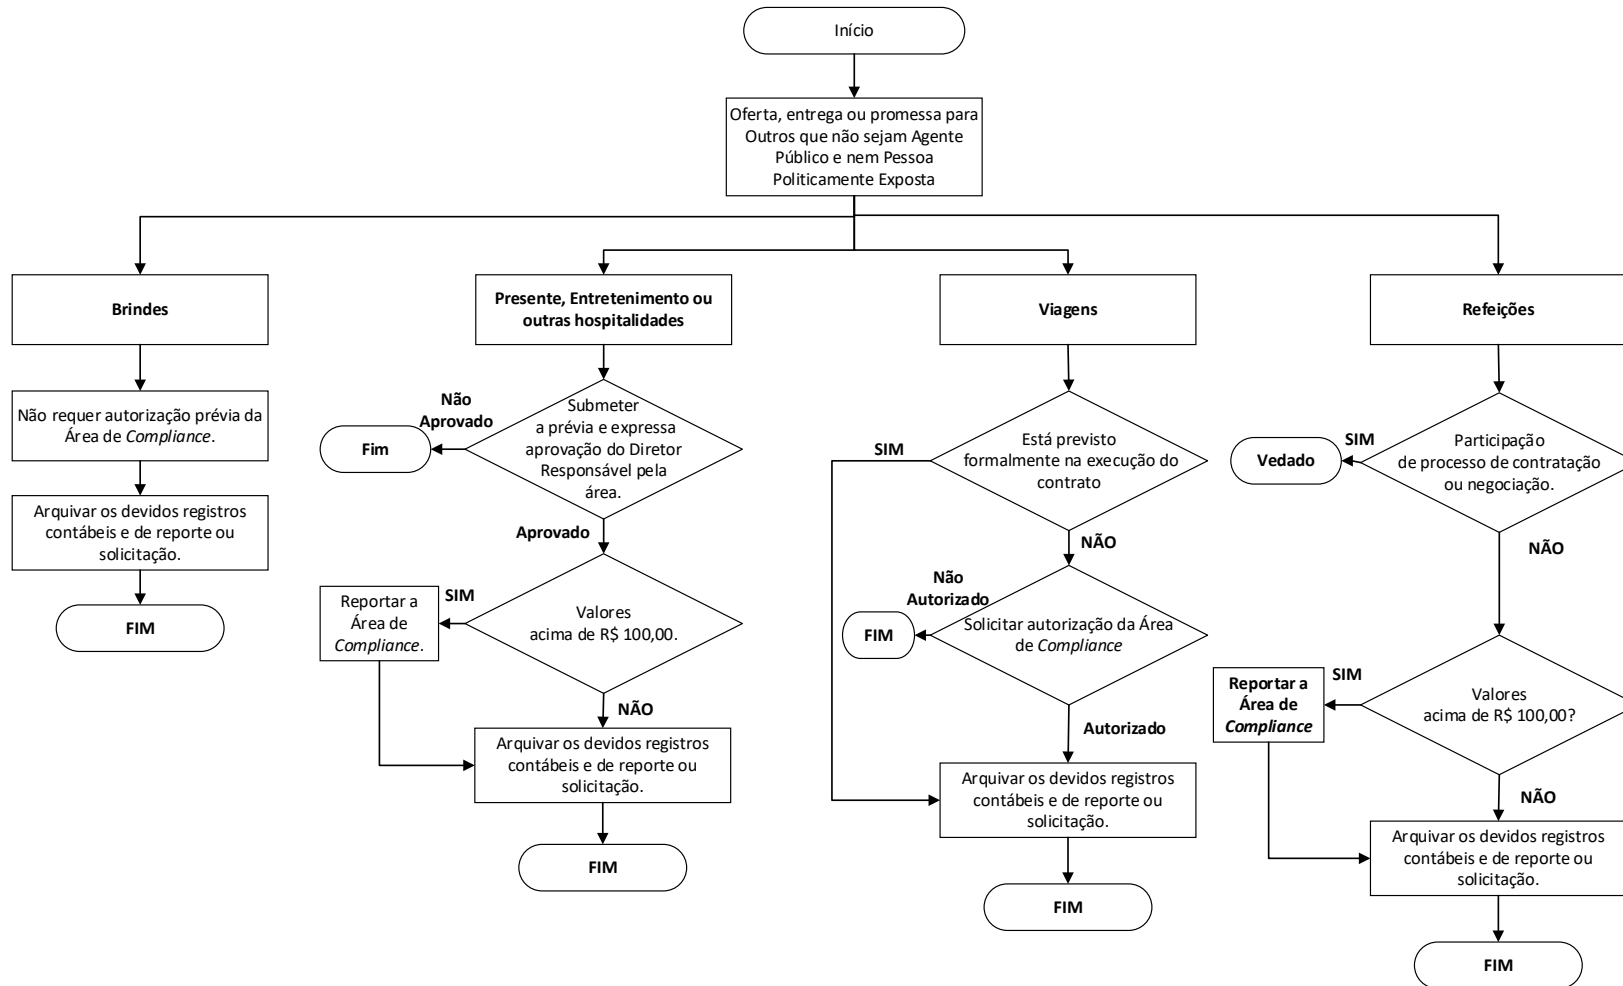 Início
Oferta, entrega ou promessa para
Outros que não sejam Agente
Público e nem Pessoa
Politicamente Exposta
Brindes
Não requer autorização prévia da
Área de Compliance.
Arquivar os devidos registros
contábeis e de reporte ou
solicitação.
FIM
Presente, Entretenimento ou
outras hospitalidades
Submeter
a prévia e expressa
aprovação do Diretor
Responsável pela
área.
Não
Aprovado
Fim
Aprovado
Valores
acima de R$ 100,00.
SIM
Reportar a
Área de
Compliance.
NÃO
Arquivar os devidos registros
contábeis e de reporte ou
solicitação.
FIM
Viagens
Está previsto
formalmente na execução do
contrato
SIM
NÃO
Solicitar autorização da Área
de Compliance
Não
Autorizado
FIM
Autorizado
Arquivar os devidos registros
contábeis e de reporte ou
solicitação.
FIM
Refeições
Participação
de processo de contratação
ou negociação.
SIM
Vedado
NÃO
Valores
acima de R$ 100,00?
SIM
Reportar a
Área de
Compliance
NÃO
Arquivar os devidos registros
contábeis e de reporte ou
solicitação.
FIM